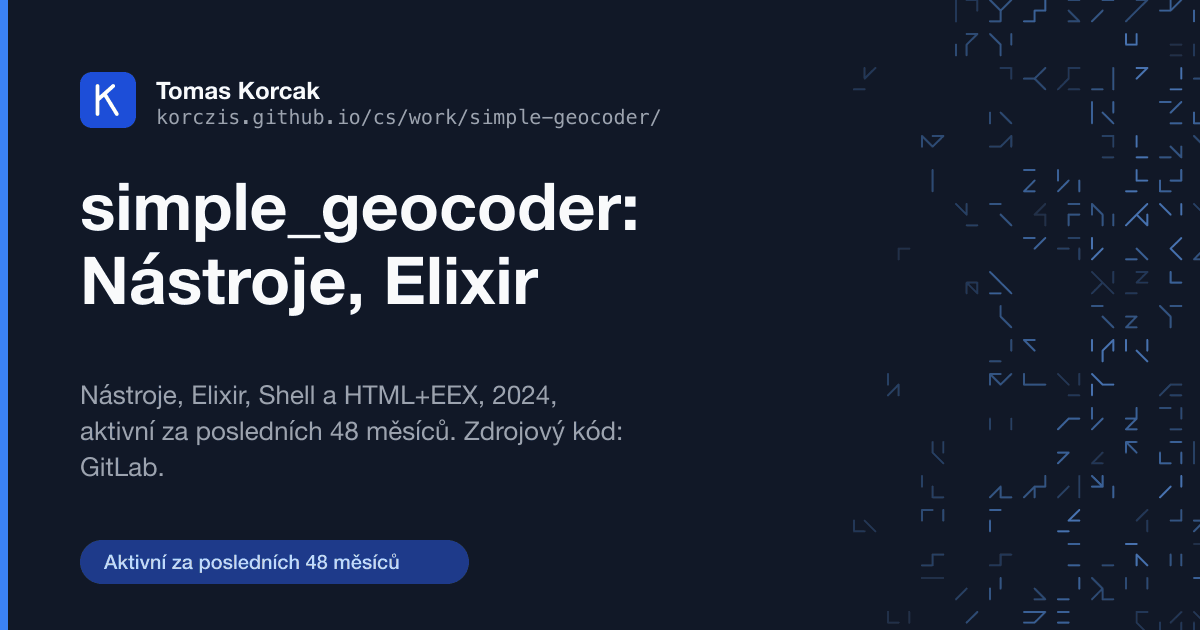 K
Tomas Korcak
korczis.github.io/cs/work/simple-geocoder/
simple_geocoder:
Nástroje, Elixir
Nástroje, Elixir, Shell a HTML+EEX, 2024,
aktivní za posledních 48 měsíců. Zdrojový kód:
GitLab.
Aktivní za posledních 48 měsíců